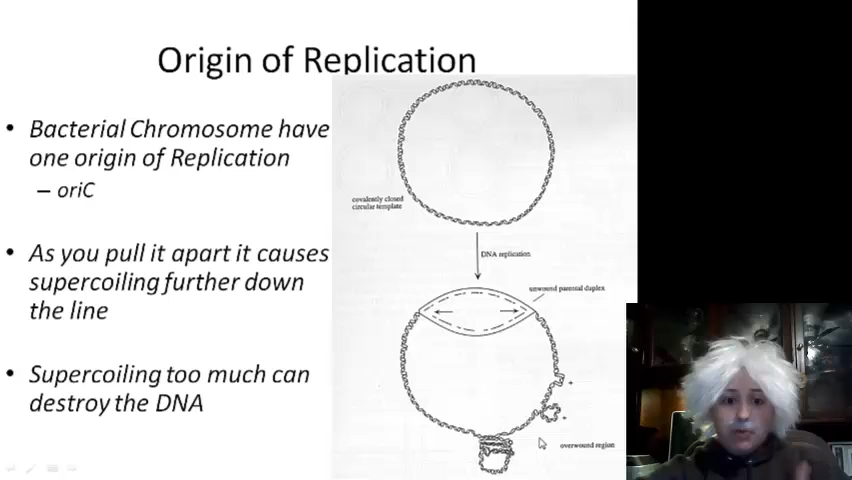 Origin of Replication
• Bacterial Chromosome have
one origin of Replication
– oriC
• As you pull it apart it causes
supercoiling further down
the line
• Supercoiling too much can
destroy the DNA
covalently closed
circular template
DNA replication
unwound parental duplex
+
+
overwound region